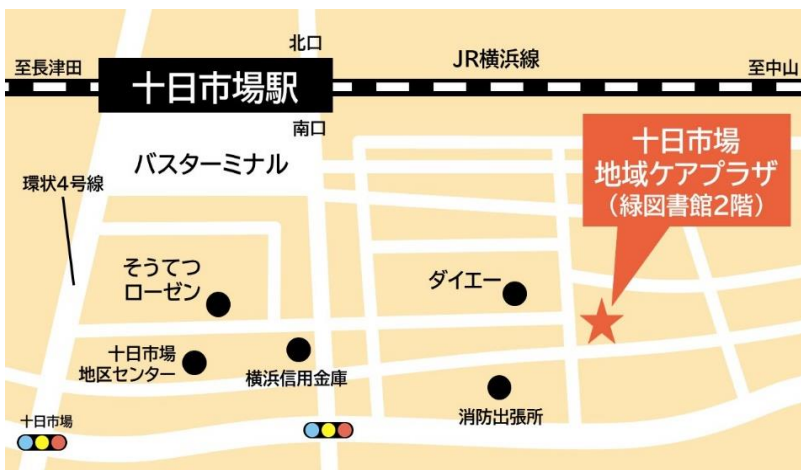 北口
至長津田
JR横浜線
至中山
十日市場駅
南口
バスターミナル
環状4号線
十日市場
地域ケアプラザ
(緑図書館2階)
そうてつ
ローゼン
ダイエー
十日市場
地区センター
横浜信用金庫
消防出張所
十日市場